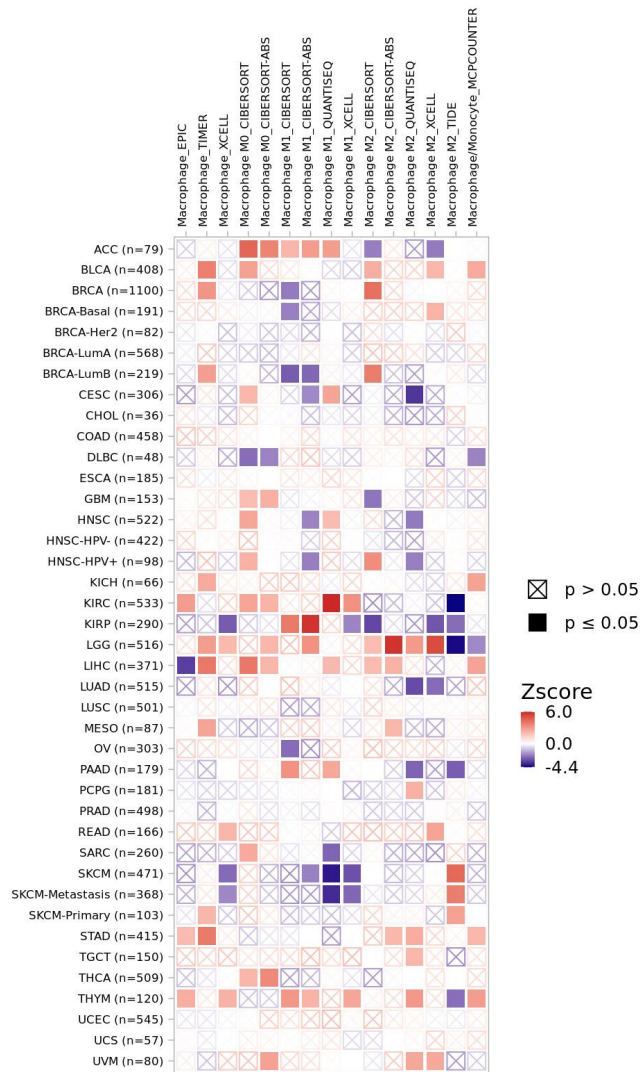 Macrophage_EPIC
Macrophage_TIMER
Macrophage_XCELL
Macrophage M0_CIBERSORT
Macrophage M0_CIBERSORT-ABS
Macrophage M1_CIBERSORT
Macrophage M1_CIBERSORT-ABS
Macrophage M1_QUANTISEQ
Macrophage M1_XCELL
Macrophage M2_CIBERSORT
Macrophage M2_CIBERSORT-ABS
Macrophage M2_QUANTISEQ
Macrophage M2_XCELL
Macrophage M2_TIDE
Macrophage/Monocyte_MCPCOUNTER
ACC (n=79)
BLCA (n=408)
BRCA (n=1100)
BRCA-Basal (n=191)
BRCA-Her2 (n=82)
BRCA-LumA (n=568)
BRCA-LumB (n=219)
CESC (n=306)
CHOL (n=36)
COAD (n=458)
DLBC (n=48)
ESCA (n=185)
GBM (n=153)
HNSC (n=522)
HNSC-HPV- (n=422)
HNSC-HPV+ (n=98)
KICH (n=66)
KIRC (n=533)
KIRP (n=290)
LGG (n=516)
LIHC (n=371)
LUAD (n=515)
LUSC (n=501)
MESO (n=87)
OV (n=303)
PAAD (n=179)
PCPG (n=181)
PRAD (n=498)
READ (n=166)
SARC (n=260)
SKCM (n=471)
SKCM-Metastasis (n=368)
SKCM-Primary (n=103)
STAD (n=415)
TGCT (n=150)
THCA (n=509)
THYM (n=120)
UCEC (n=545)
UCS (n=57)
UVM (n=80)
p > 0.05
p ≤ 0.05
Zscore
6.0
0.0
-4.4